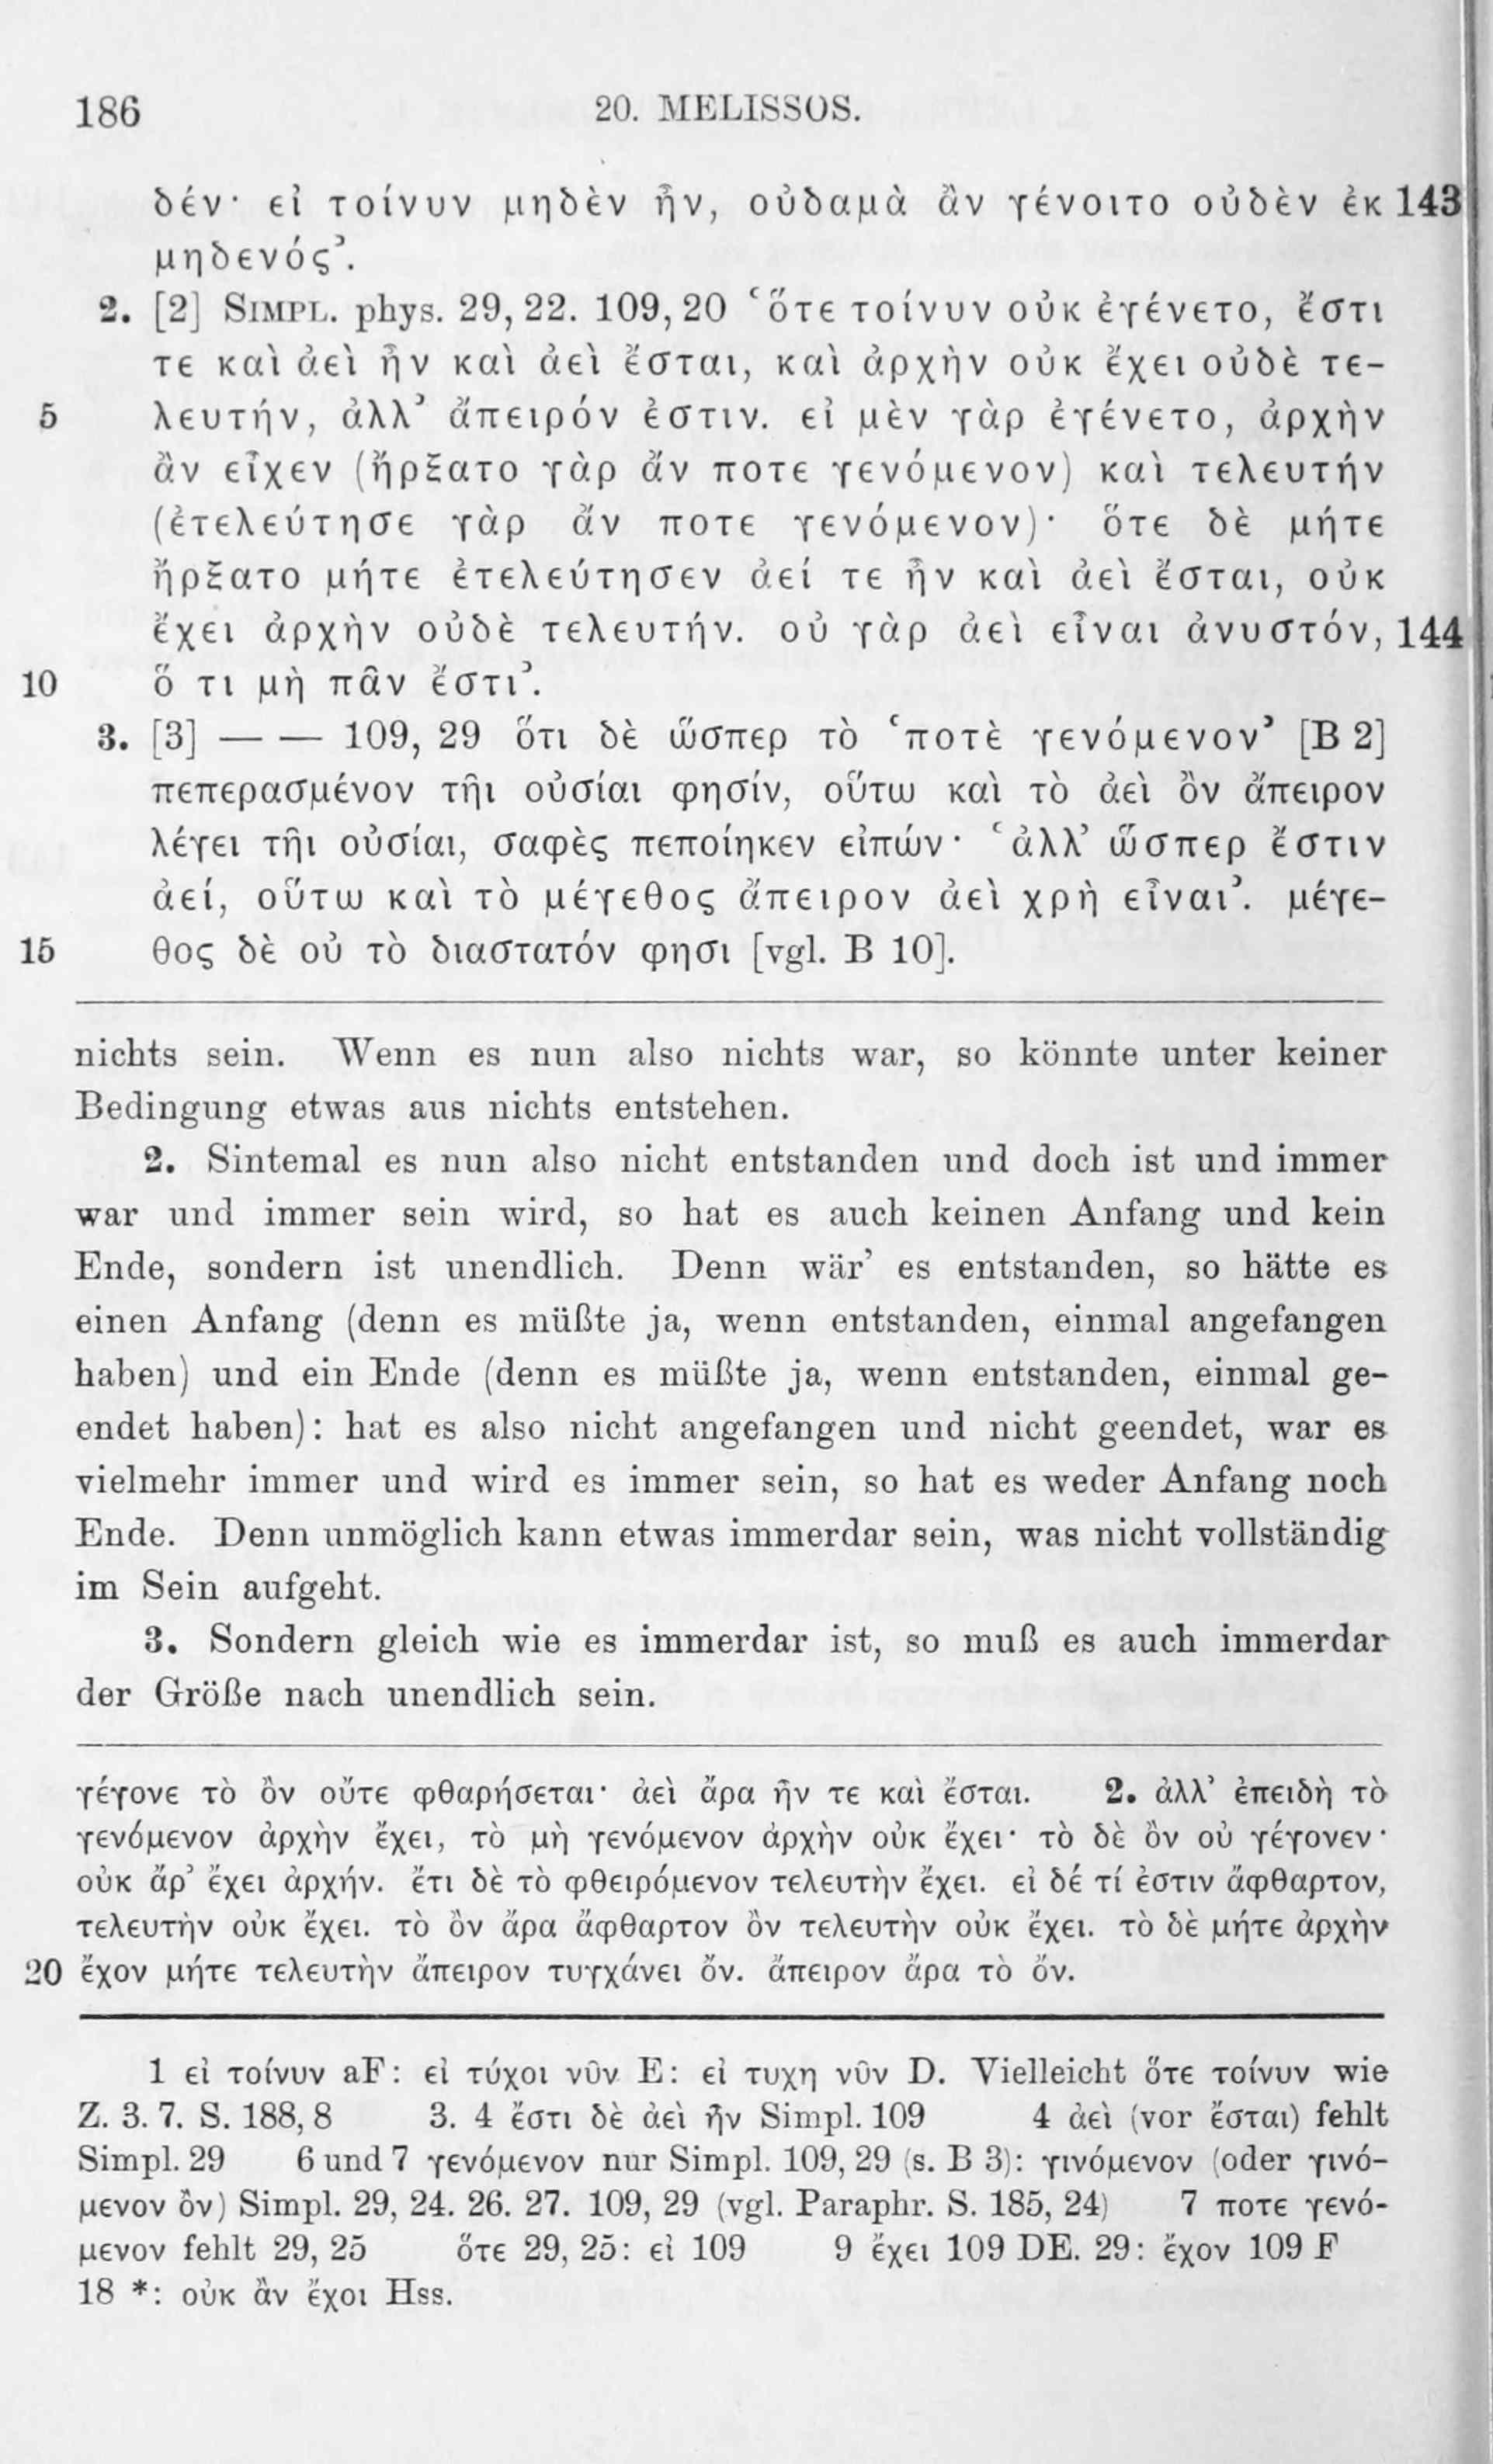 186 20. MELISSOS.
δέν· εἰ τοίνυν μηδὲν ἦν, οὐδαμὰ ἂν γένοιτο οὐδὲν ἐκ 143
μηδενός’.
2. [2] SIMPL. phys. 29, 22. 109, 20 ‘ὅτε τοίνυν οὐκ ἐγένετο, ἔστι
τε καὶ ἀεὶ ἦν καὶ ἀεὶ ἔσται, καὶ ἀρχὴν οὐκ ἔχει οὐδὲ τε-
5 λευτήν, ἀλλ’ ἄπειρόν ἐστιν. εἰ μὲν γὰρ ἐγένετο, ἀρχὴν
ἂν εἶχεν (ἤρξατο γὰρ ἄν ποτε γενόμενον) καὶ τελευτήν
(ἐτελεύτησε γὰρ ἄν ποτε γενόμενον)· ὅτε δὲ μήτε
ἤρξατο μήτε ἐτελεύτησεν ἀεί τε ἦν καὶ ἀεὶ ἔσται, οὐκ
ἔχει ἀρχὴν οὐδὲ τελευτήν. οὐ γὰρ ἀεὶ εἶναι ἀνυστόν, 144
10 ὅ τι μὴ πᾶν ἔστι’.
3. [3] — — 109, 29 ὅτι δὲ ὥσπερ τὸ ‘ποτὲ γενόμενον’ [B 2]
πεπερασμένον τῆι οὐσίαι φησίν, οὕτω καὶ τὸ ἀεὶ ὂν ἄπειρον
λέγει τῆι οὐσίαι, σαφὲς πεποίηκεν εἰπών· ‘ἀλλ’ ὥσπερ ἔστιν
ἀεί, οὕτω καὶ τὸ μέγεθος ἄπειρον ἀεὶ χρὴ εἶναι’. μέγε-
15 θος δὲ οὐ τὸ διαστατόν φησι [vgl. B 10].
nichts sein. Wenn es nun also nichts war, so könnte unter keiner
Bedingung etwas aus nichts entstehen.
2. Sintemal es nun also nicht entstanden und doch ist und immer
war und immer sein wird, so hat es auch keinen Anfang und kein
Ende, sondern ist unendlich. Denn wär’ es entstanden, so hätte es
einen Anfang (denn es müßte ja, wenn entstanden, einmal angefangen
haben) und ein Ende (denn es müßte ja, wenn entstanden, einmal ge-
endet haben): hat es also nicht angefangen und nicht geendet, war es
vielmehr immer und wird es immer sein, so hat es weder Anfang noch
Ende. Denn unmöglich kann etwas immerdar sein, was nicht vollständig
im Sein aufgeht.
3. Sondern gleich wie es immerdar ist, so muß es auch immerdar
der Größe nach unendlich sein.
γέγονε τὸ ὂν οὔτε φθαρήσεται· ἀεὶ ἄρα ἦν τε καὶ ἔσται. 2. ἀλλ’ ἐπειδὴ τὸ
γενόμενον ἀρχὴν ἔχει, τὸ μὴ γενόμενον ἀρχὴν οὐκ ἔχει· τὸ δὲ ὂν οὐ γέγονεν·
οὐκ ἄρ’ ἔχει ἀρχήν. ἔτι δὲ τὸ φθειρόμενον τελευτὴν ἔχει. εἰ δέ τί ἐστιν ἄφθαρτον,
τελευτὴν οὐκ ἔχει. τὸ ὂν ἄρα ἄφθαρτον ὂν τελευτὴν οὐκ ἔχει. τὸ δὲ μήτε ἀρχὴν
20 ἔχον μήτε τελευτὴν ἄπειρον τυγχάνει ὄν. ἄπειρον ἄρα τὸ ὄν.
1 εἰ τοίνυν aF: εἰ τύχοι νῦν E: εἰ τυχη νῦν D. Vielleicht ὅτε τοίνυν wie
Z. 3. 7. S. 188, 8 3. 4 ἔστι δὲ ἀεὶ ἦν Simpl. 109 4 ἀεὶ (vor ἔσται) fehlt
Simpl. 29 6 und 7 γενόμενον nur Simpl. 109, 29 (s. B 3): γινόμενον (oder γινό-
μενον ὂν) Simpl. 29, 24. 26. 27. 109, 29 (vgl. Paraphr. S. 185, 24) 7 ποτε γενό-
μενον fehlt 29, 25 ὅτε 29, 25: εἰ 109 9 ἔχει 109 DE. 29: ἔχον 109 F
18 *: οὐκ ἂν ἔχοι Hss.